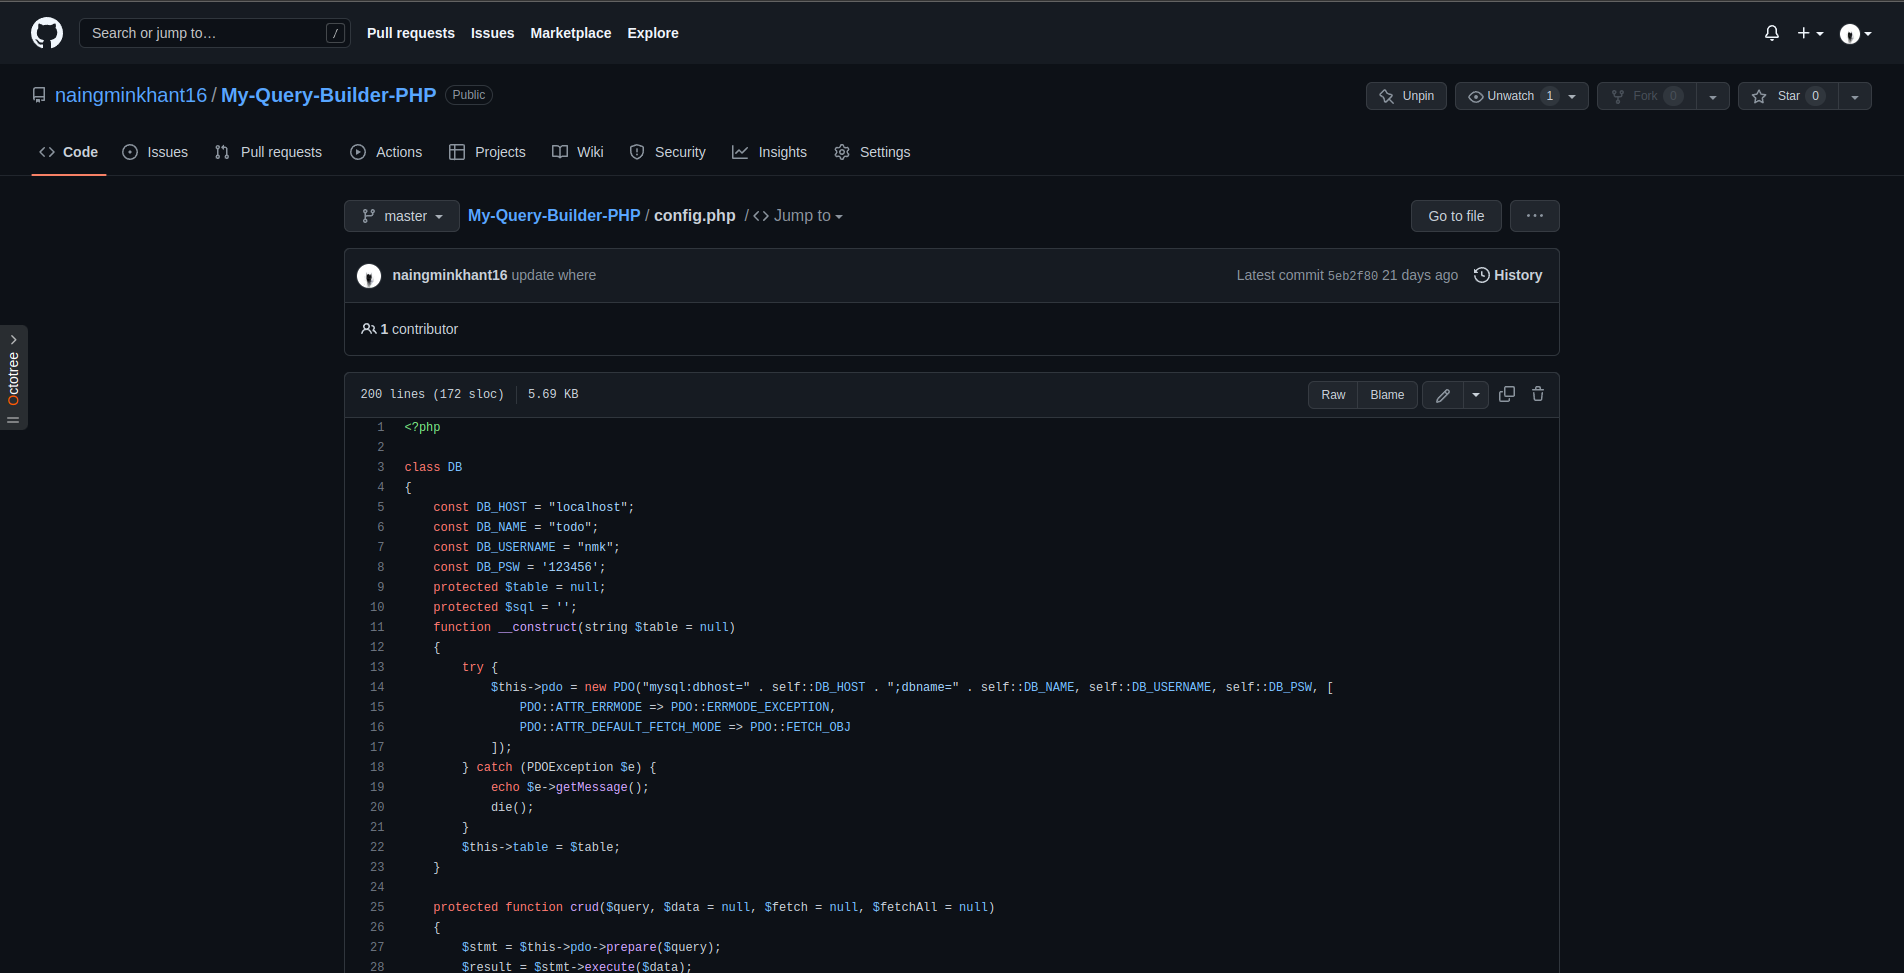 Search or jump to… /
Pull requests Issues Marketplace Explore
naingminkhant16 / My-Query-Builder-PHP Public
Unpin Unwatch 1 Fork 0 Star 0
Code Issues Pull requests Actions Projects Wiki Security Insights Settings
master My-Query-Builder-PHP / config.php / Jump to Go to file ···
naingminkhant16 update where Latest commit 5eb2f80 21 days ago History
1 contributor
Octotree
200 lines (172 sloc) 5.69 KB Raw Blame
1 <?php
2
3 class DB
4 {
5     const DB_HOST = "localhost";
6     const DB_NAME = "todo";
7     const DB_USERNAME = "nmk";
8     const DB_PSW = '123456';
9     protected $table = null;
10     protected $sql = '';
11     function __construct(string $table = null)
12     {
13         try {
14             $this->pdo = new PDO("mysql:dbhost=" . self::DB_HOST . ";dbname=" . self::DB_NAME, self::DB_USERNAME, self::DB_PSW, [
15                 PDO::ATTR_ERRMODE => PDO::ERRMODE_EXCEPTION,
16                 PDO::ATTR_DEFAULT_FETCH_MODE => PDO::FETCH_OBJ
17             ]);
18         } catch (PDOException $e) {
19             echo $e->getMessage();
20             die();
21         }
22         $this->table = $table;
23     }
24
25     protected function crud($query, $data = null, $fetch = null, $fetchAll = null)
26     {
27         $stmt = $this->pdo->prepare($query);
28         $result = $stmt->execute($data);